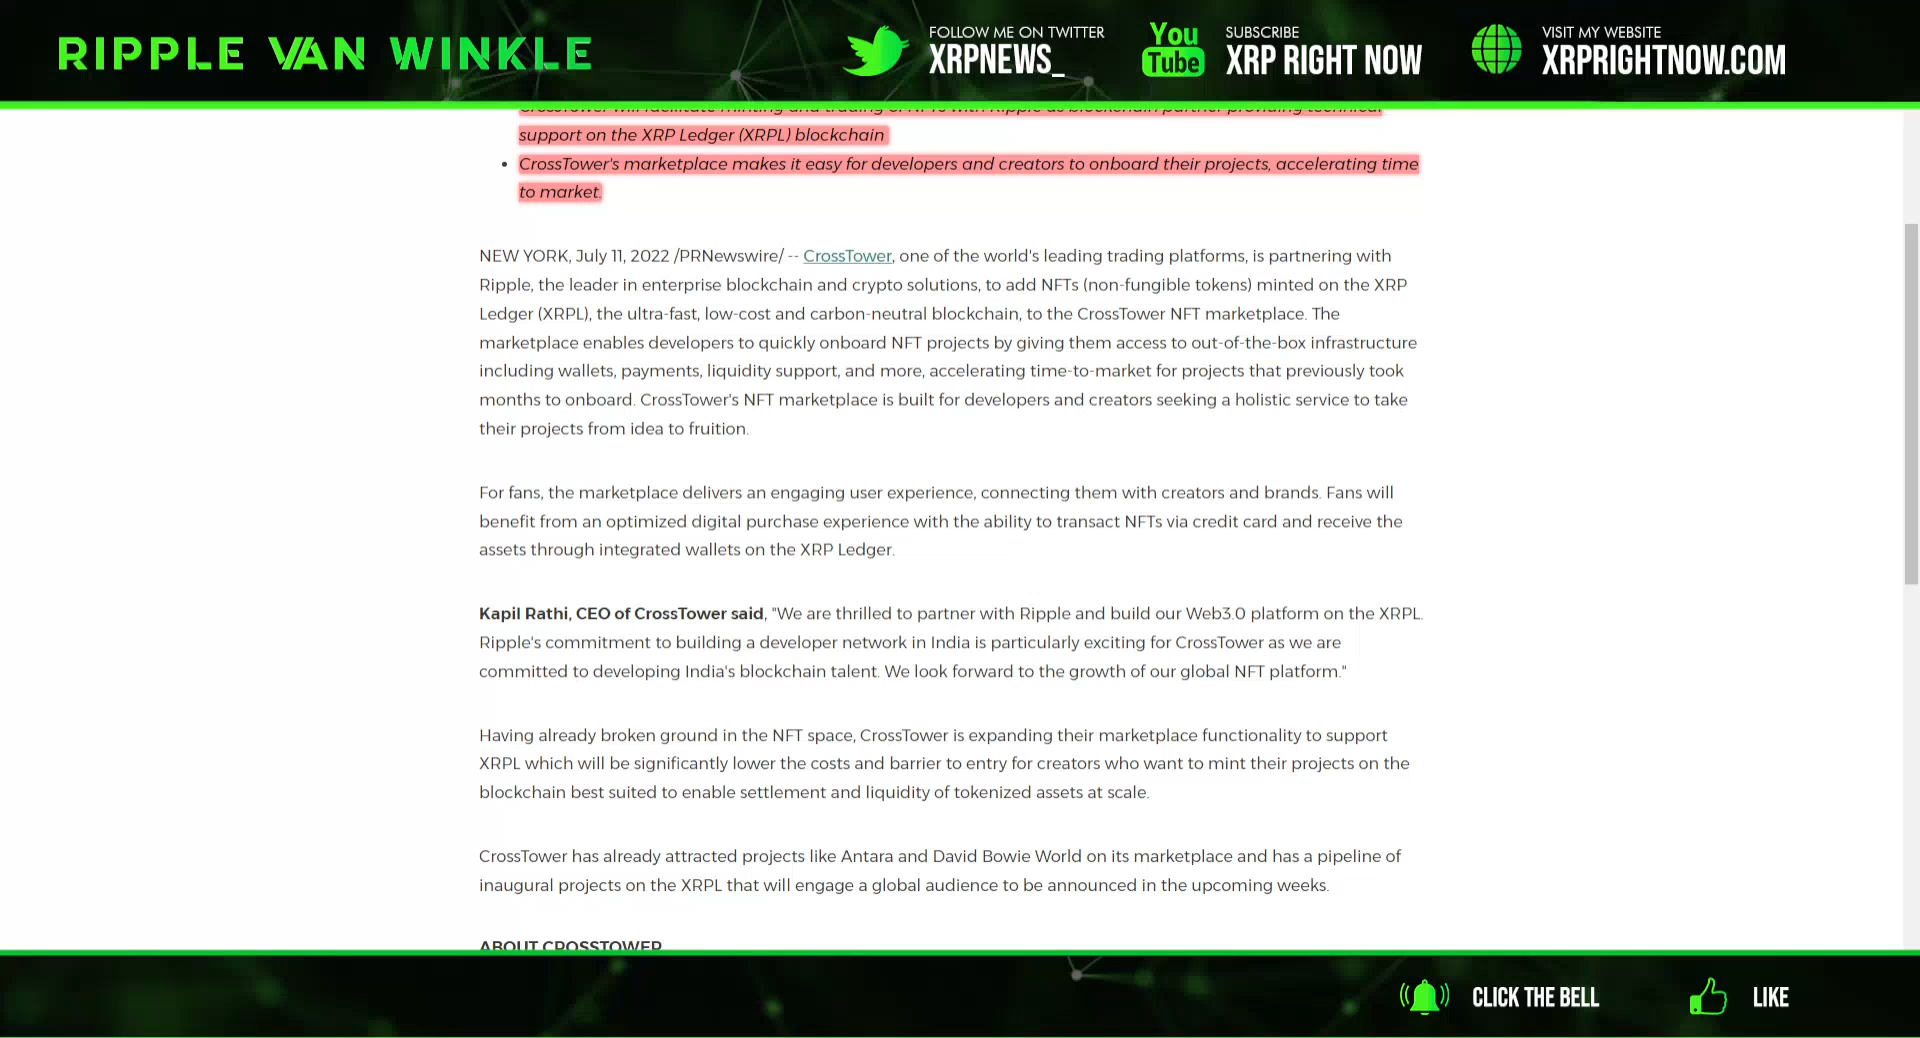 RIPPLE VAN WINKLE
FOLLOW ME ON TWITTER
XRPNEWS_
You
Tube
SUBSCRIBE
XRP RIGHT NOW
VISIT MY WEBSITE
XRPRIGHTNOW.COM
CrossTower will facilitate minting and trading of NFTs with Ripple as blockchain partner providing technical
support on the XRP Ledger (XRPL) blockchain
• CrossTower's marketplace makes it easy for developers and creators to onboard their projects, accelerating time
to market.
NEW YORK, July 11, 2022 /PRNewswire/ -- CrossTower, one of the world's leading trading platforms, is partnering with
Ripple, the leader in enterprise blockchain and crypto solutions, to add NFTs (non-fungible tokens) minted on the XRP
Ledger (XRPL), the ultra-fast, low-cost and carbon-neutral blockchain, to the CrossTower NFT marketplace. The
marketplace enables developers to quickly onboard NFT projects by giving them access to out-of-the-box infrastructure
including wallets, payments, liquidity support, and more, accelerating time-to-market for projects that previously took
months to onboard. CrossTower's NFT marketplace is built for developers and creators seeking a holistic service to take
their projects from idea to fruition.
For fans, the marketplace delivers an engaging user experience, connecting them with creators and brands. Fans will
benefit from an optimized digital purchase experience with the ability to transact NFTs via credit card and receive the
assets through integrated wallets on the XRP Ledger.
Kapil Rathi, CEO of CrossTower said, "We are thrilled to partner with Ripple and build our Web3.0 platform on the XRPL.
Ripple's commitment to building a developer network in India is particularly exciting for CrossTower as we are
committed to developing India's blockchain talent. We look forward to the growth of our global NFT platform."
Having already broken ground in the NFT space, CrossTower is expanding their marketplace functionality to support
XRPL which will be significantly lower the costs and barrier to entry for creators who want to mint their projects on the
blockchain best suited to enable settlement and liquidity of tokenized assets at scale.
CrossTower has already attracted projects like Antara and David Bowie World on its marketplace and has a pipeline of
inaugural projects on the XRPL that will engage a global audience to be announced in the upcoming weeks.
ABOUT CROSSTOWER
CLICK THE BELL
LIKE